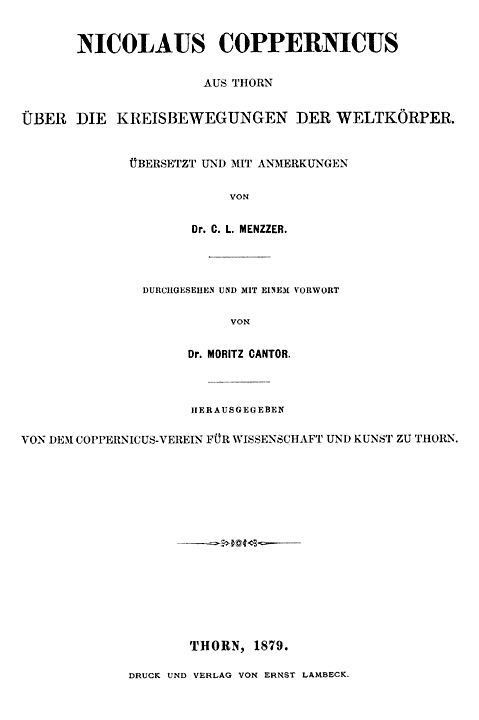 NICOLAUS COPPERNICUS
AUS THORN
ÜBER DIE KREISBEWEGUNGEN DER WELTKÖRPER.
ÜBERSETZT UND MIT ANMERKUNGEN
VON
Dr. C. L. MENZZER.
DURCHGESEHEN UND MIT EINEM VORWORT
VON
Dr. MORITZ CANTOR.
HERAUSGEGEBEN
VON DEM COPPERNICUS-VEREIN FÜR WISSENSCHAFT UND KUNST ZU THORN.
THORN, 1879.
DRUCK UND VERLAG VON ERNST LAMBECK.